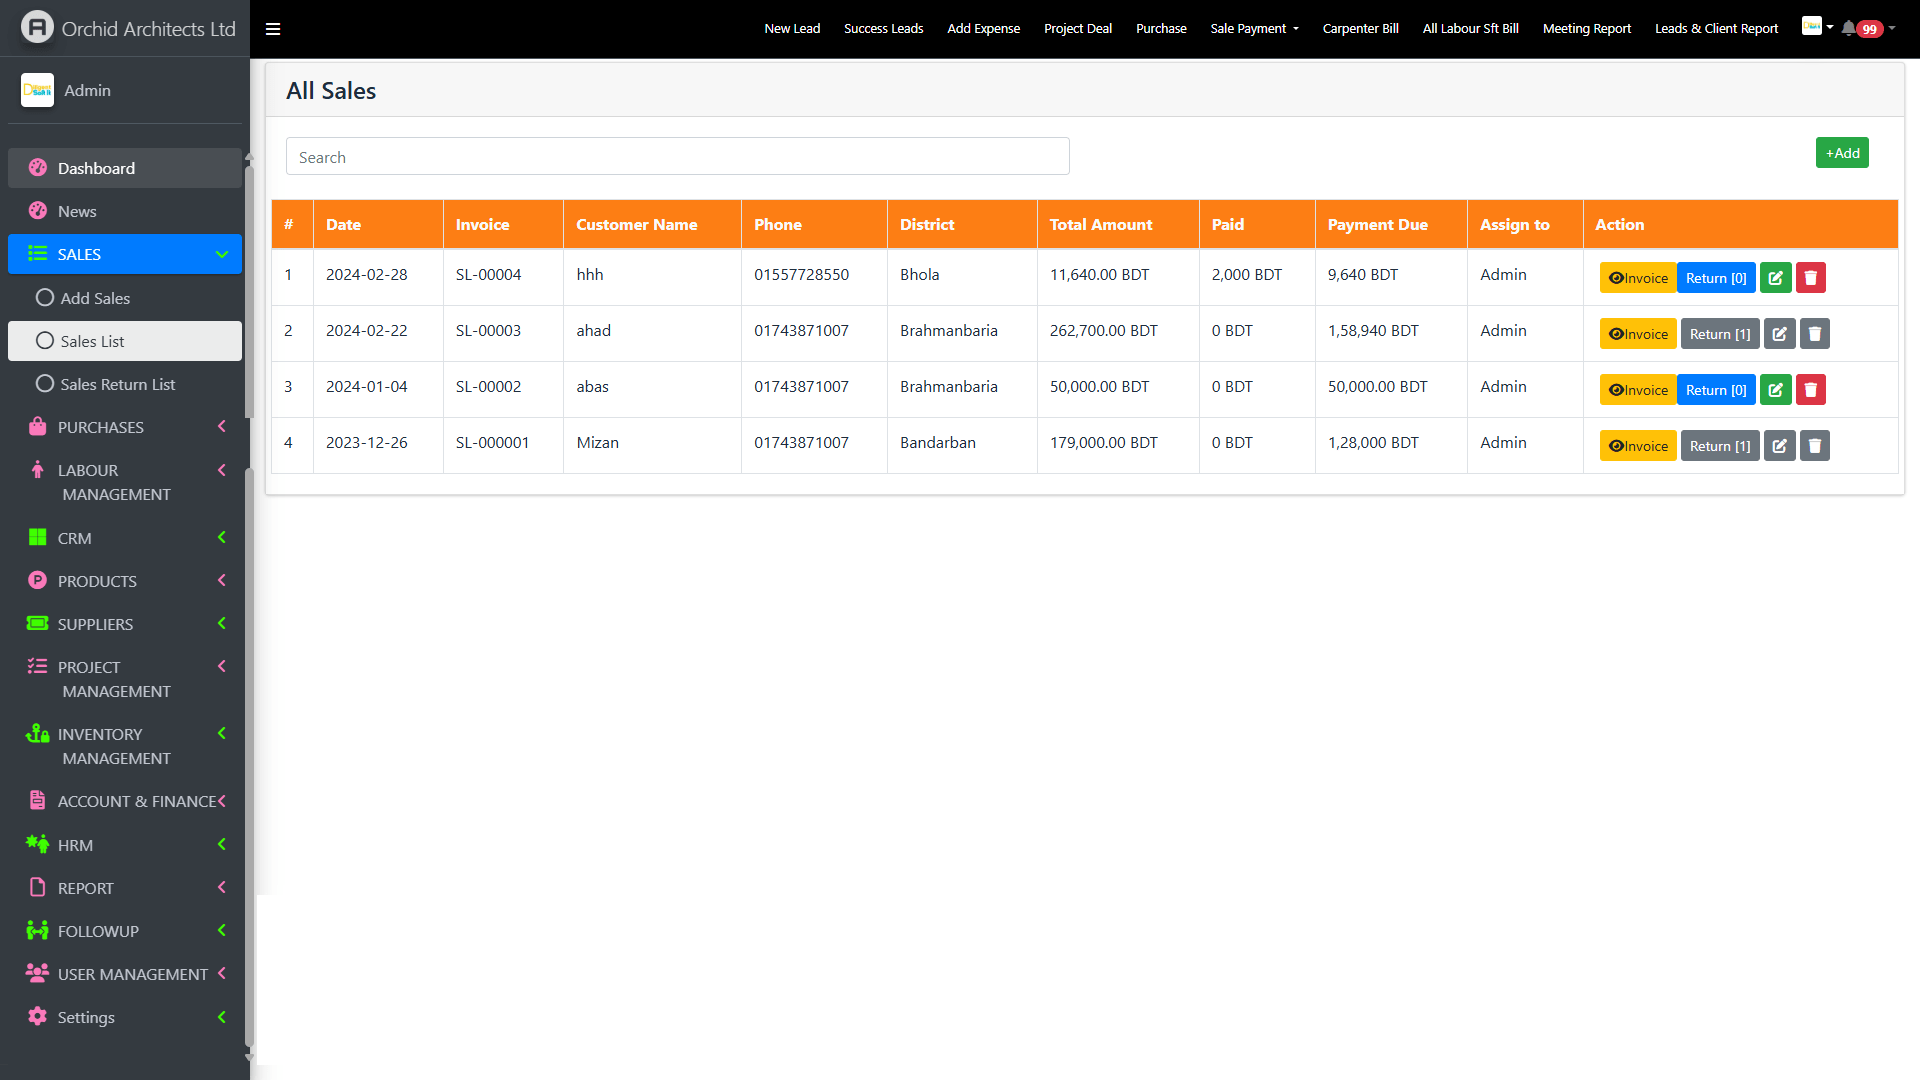 Orchid Architects Ltd
New Lead Success Leads Add Expense Project Deal Purchase Sale Payment Carpenter Bill All Labour Sft Bill Meeting Report Leads & Client Report 99
Admin
Dashboard
News
SALES
Add Sales
Sales List
Sales Return List
PURCHASES
LABOUR
MANAGEMENT
CRM
PRODUCTS
SUPPLIERS
PROJECT
MANAGEMENT
INVENTORY
MANAGEMENT
ACCOUNT & FINANCE
HRM
REPORT
FOLLOWUP
USER MANAGEMENT
Settings
All Sales
Search
+Add
# Date Invoice Customer Name Phone District Total Amount Paid Payment Due Assign to Action
1 2024-02-28 SL-00004 hhh 01557728550 Bhola 11,640.00 BDT 2,000 BDT 9,640 BDT Admin Invoice Return [0]
2 2024-02-22 SL-00003 ahad 01743871007 Brahmanbaria 262,700.00 BDT 0 BDT 1,58,940 BDT Admin Invoice Return [1]
3 2024-01-04 SL-00002 abas 01743871007 Brahmanbaria 50,000.00 BDT 0 BDT 50,000.00 BDT Admin Invoice Return [0]
4 2023-12-26 SL-000001 Mizan 01743871007 Bandarban 179,000.00 BDT 0 BDT 1,28,000 BDT Admin Invoice Return [1]